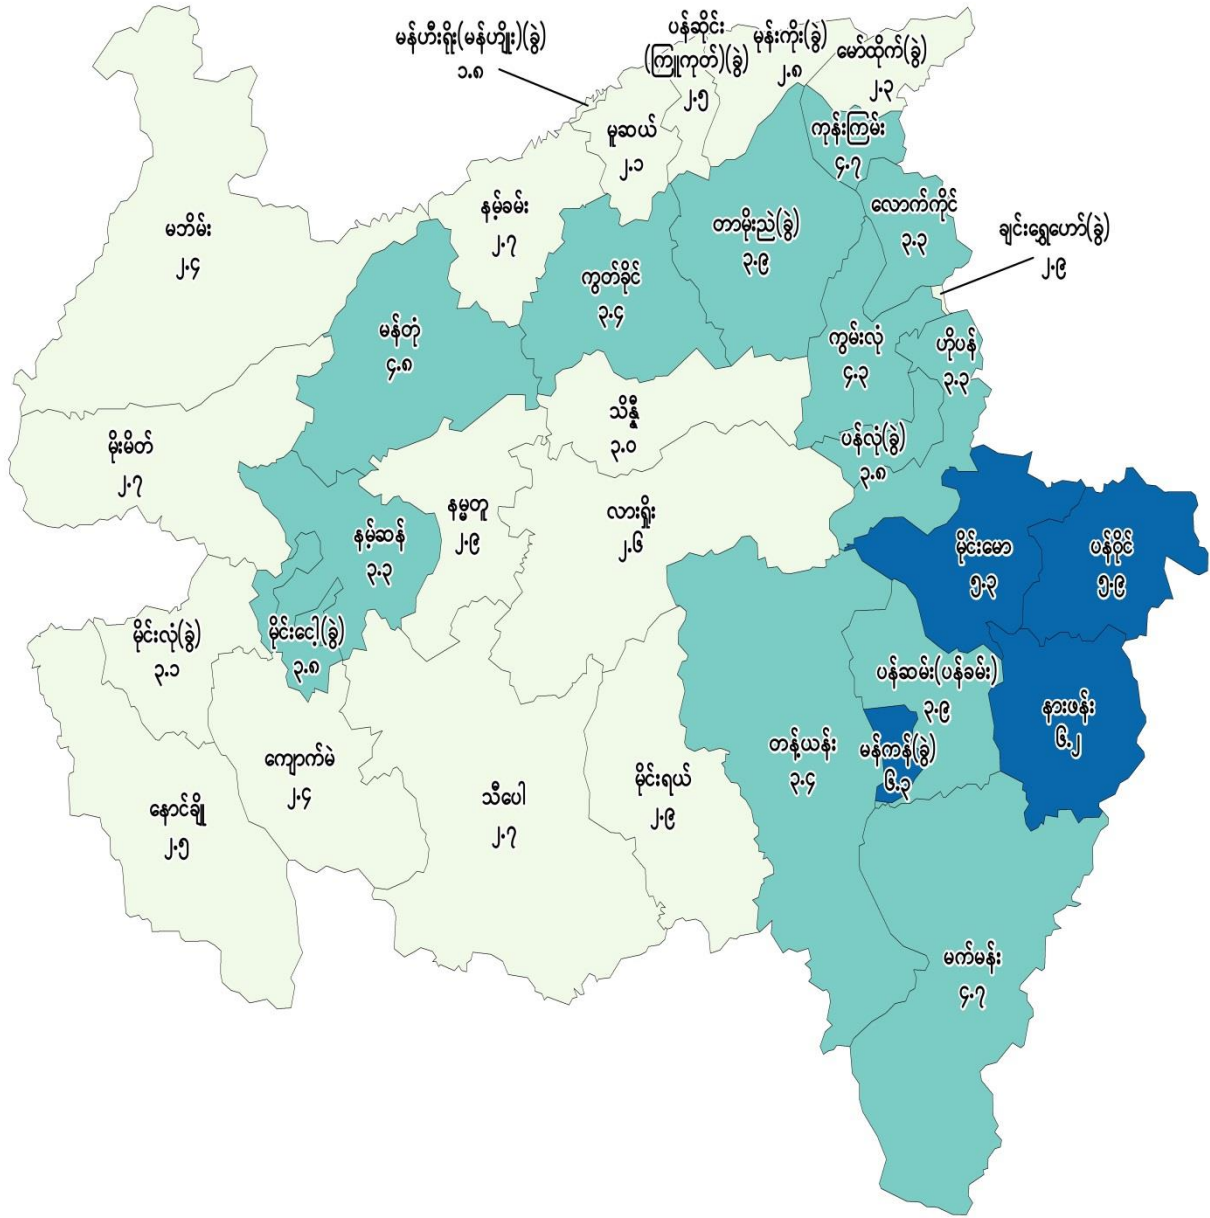 မန်ဟီးရိုး(မန်ဟျိုး)(ခွဲ)
၁.၈
ပန်ဆိုင်း
(ကြူကုတ်)(ခွဲ)
၂.၅
မုန်းကိုး(ခွဲ)
၂.၈
မော်ထိုက်(ခွဲ)
၂.၃
မူဆယ်
၂.၁
ကုန်းကြမ်း
၄.၇
မဘိမ်း
၂.၄
နမ့်ခမ်း
၂.၇
တာမိုးညဲ(ခွဲ)
၃.၉
လောက်ကိုင်
၃.၃
ချင်းရွှေဟော်(ခွဲ)
၂.၉
ကွတ်ခိုင်
၃.၄
မန်တုံ
၄.၈
ကွမ်းလုံ
၄.၃
ဟိုပန်
၃.၃
သိန္နီ
၃.၀
မိုးမိတ်
၂.၇
ပန်လုံ(ခွဲ)
၃.၈
နမ္မတူ
၂.၉
လားရှိုး
၂.၆
နမ့်ဆန်
၃.၃
မိုင်းမော
၅.၃
ပန်ဝိုင်
၅.၉
မိုင်းလုံ(ခွဲ)
၃.၁
မိုင်းငေါ့(ခွဲ)
၃.၈
ပန်ဆမ်း(ပန်ခမ်း)
၃.၉
နားဖန်း
၆.၂
တန့်ယန်း
၃.၄
မန်ကန်(ခွဲ)
၆.၃
ကျောက်မဲ
၂.၄
မိုင်းရယ်
၂.၉
သီပေါ
၂.၇
နောင်ချို
၂.၅
မက်မန်း
၄.၇